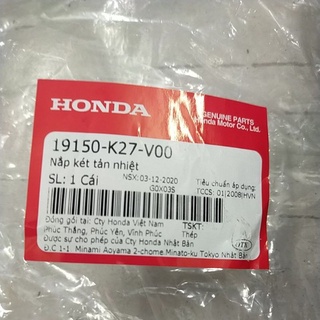 HONDA
GENUINE PARTS
Honda Motor Co., Ltd.
19150-K27-V00
Nắp két tản nhiệt
NSX: 03-12-2020
SL: 1 Cái
G0X03S
Tiêu chuẩn áp dụng:
TCCS: 01|2008|HVN
Đóng gói tại: Cty Honda Việt Nam
TSKT:
Phúc Thắng, Phúc Yên, Vĩnh Phúc
Thép
Được sự cho phép của Cty Honda Nhật Bản
Đ.C 1-1 Minami Aoyama 2-chome Minato-ku Tokyo Nhật Bản